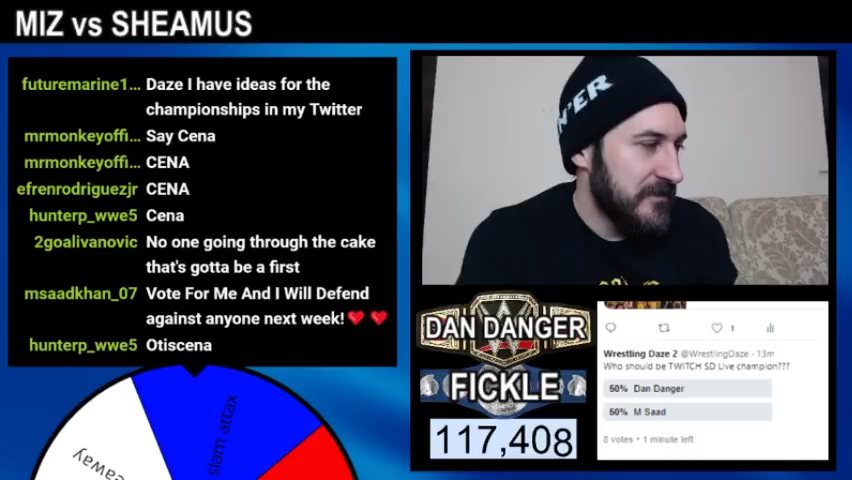 MIZ vs SHEAMUS
futuremarine1... Daze I have ideas for the
championships in my Twitter
mrmonkeyoffi... Say Cena
mrmonkeyoffi... CENA
efrenrodriguezjr CENA
hunterp_wwe5 Cena
2goalivanovic No one going through the cake
that's gotta be a first
msaadkhan_07 Vote For Me And I Will Defend
against anyone next week!❤️ ❤️
hunterp_wwe5 Otiscena
slam attax
eaway
N'ER
DAN DANGER
FICKLE
117,408
1
Wrestling Daze 2 @WrestlingDaze · 13m
Who should be TWITCH SD Live champion???
50% Dan Danger
50% M Saad
8 votes · 1 minute left